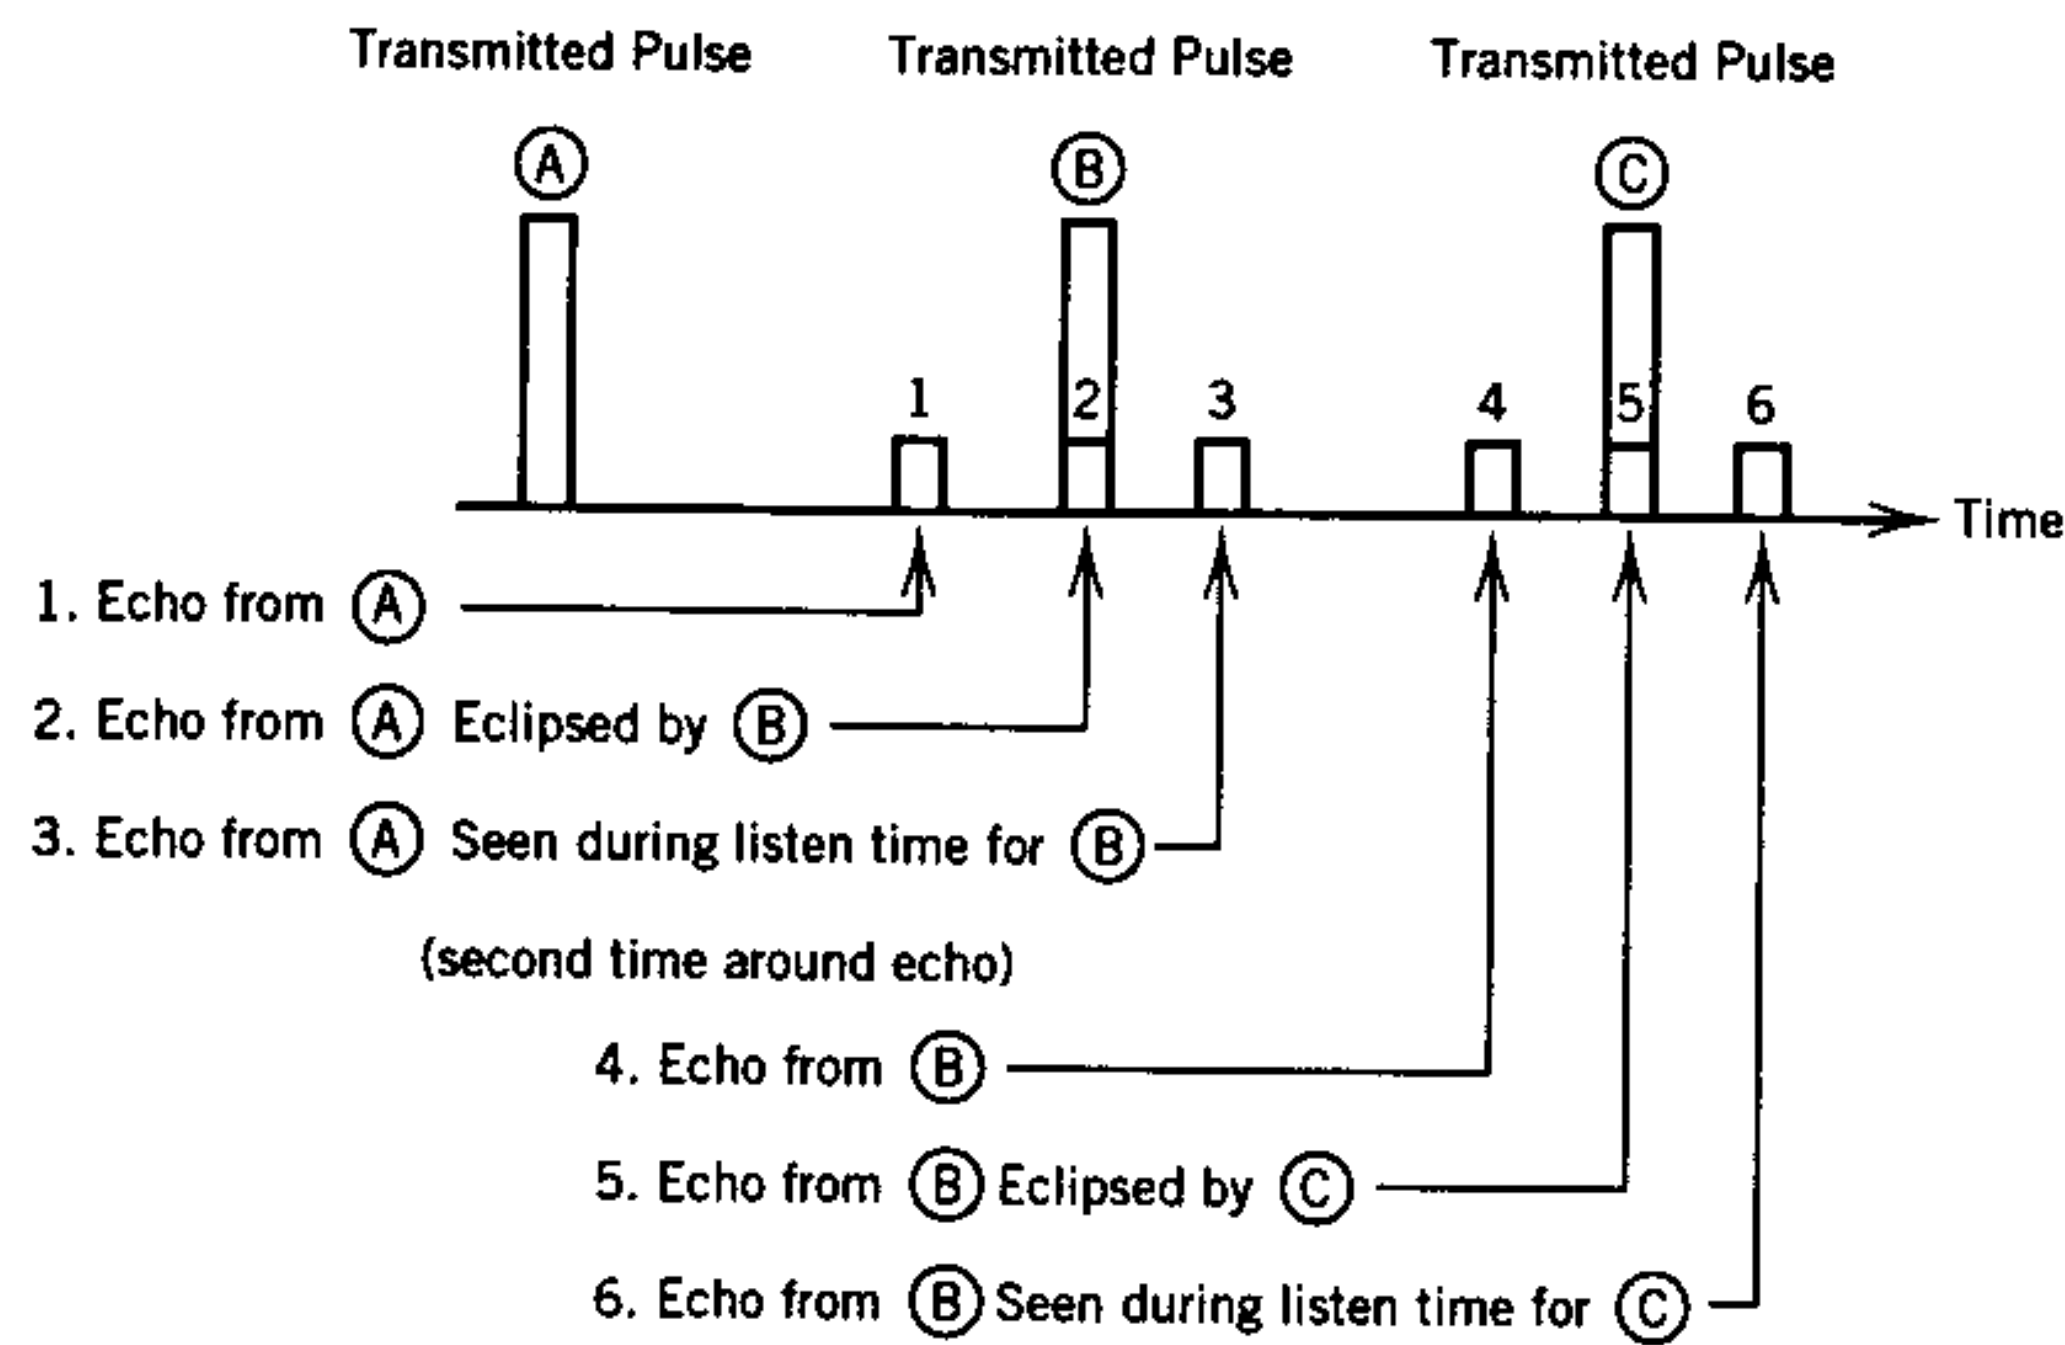 Transmitted Pulse Transmitted Pulse Transmitted Pulse
A B C
1 2 3 4 5 6
Time
1. Echo from A
2. Echo from A Eclipsed by B
3. Echo from A Seen during listen time for B
(second time around echo)
4. Echo from B
5. Echo from B Eclipsed by C
6. Echo from B Seen during listen time for C